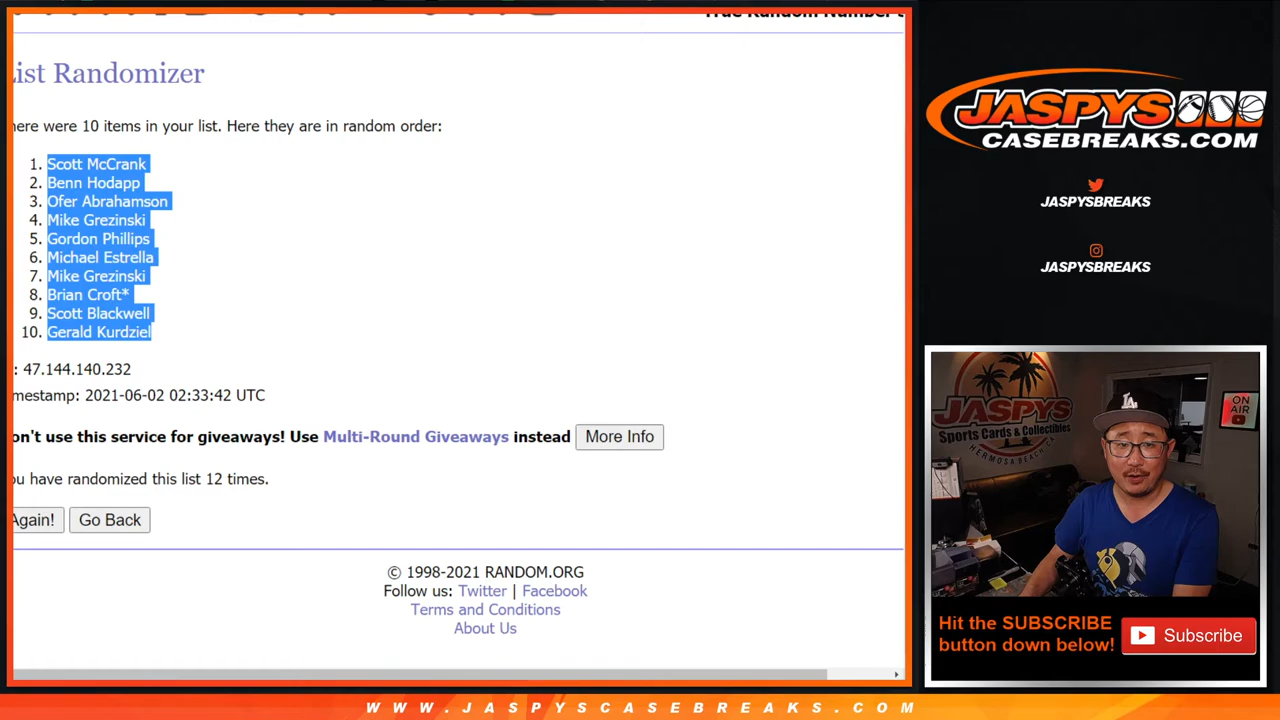 List Randomizer
There were 10 items in your list. Here they are in random order:
1. Scott McCrank
2. Benn Hodapp
3. Ofer Abrahamson
4. Mike Grezinski
5. Gordon Phillips
6. Michael Estrella
7. Mike Grezinski
8. Brian Croft*
9. Scott Blackwell
10. Gerald Kurdziel
: 47.144.140.232
mestamp: 2021-06-02 02:33:42 UTC
on't use this service for giveaways! Use Multi-Round Giveaways instead More Info
ou have randomized this list 12 times.
Again! Go Back
© 1998-2021 RANDOM.ORG
Follow us: Twitter | Facebook
Terms and Conditions
About Us
JASPYS
CASEBREAKS.COM
JASPYSBREAKS
JASPYSBREAKS
JASPYS
Sports Cards & Collectibles
HERMOSA BEACH, CA
LA
ON
AIR
Hit the SUBSCRIBE
button down below!
Subscribe
WWW.JASPYSCASEBREAKS.COM